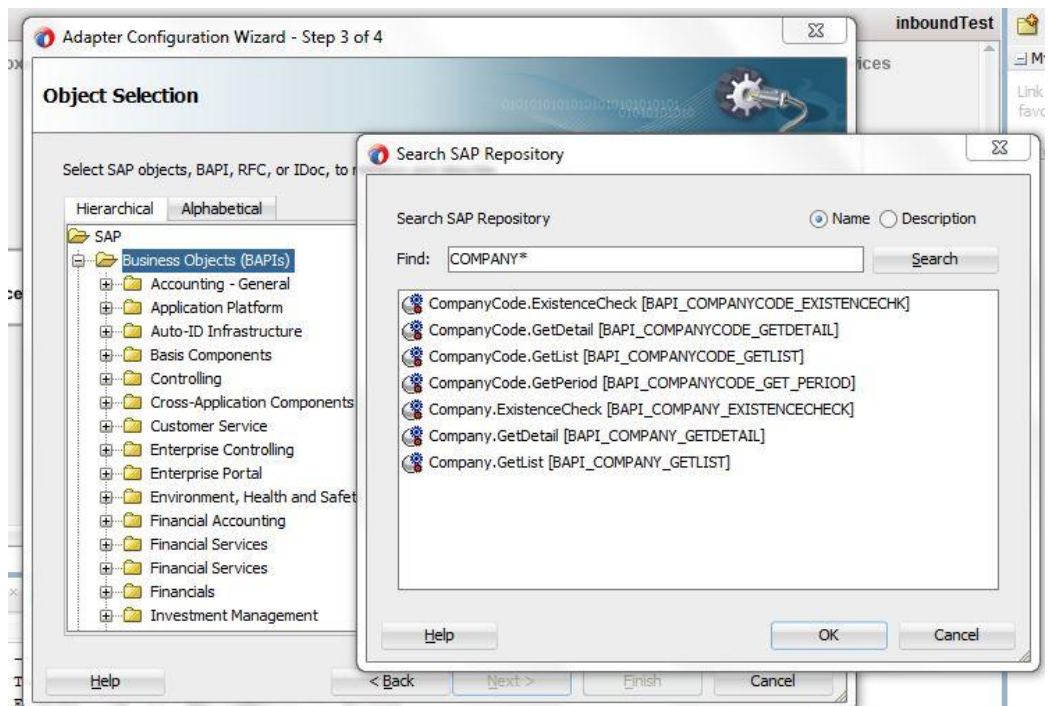 inboundTest
Adapter Configuration Wizard - Step 3 of 4
ices
Object Selection
Link
favo
Search SAP Repository
Select SAP objects, BAPI, RFC, or IDoc, to
Hierarchical Alphabetical
SAP
Business Objects (BAPIs)
Accounting - General
Application Platform
Auto-ID Infrastructure
Basis Components
Controlling
Cross-Application Components
Customer Service
Enterprise Controlling
Enterprise Portal
Environment, Health and Safet
Financial Accounting
Financial Services
Financial Services
Financials
Investment Management
Help < Back Next > Finish Cancel
Search SAP Repository Name Description
Find: COMPANY* Search
CompanyCode.ExistenceCheck [BAPI_COMPANYCODE_EXISTENCECHK]
CompanyCode.GetDetail [BAPI_COMPANYCODE_GETDETAIL]
CompanyCode.GetList [BAPI_COMPANYCODE_GETLIST]
CompanyCode.GetPeriod [BAPI_COMPANYCODE_GET_PERIOD]
Company.ExistenceCheck [BAPI_COMPANY_EXISTENCECHECK]
Company.GetDetail [BAPI_COMPANY_GETDETAIL]
Company.GetList [BAPI_COMPANY_GETLIST]
Help OK Cancel